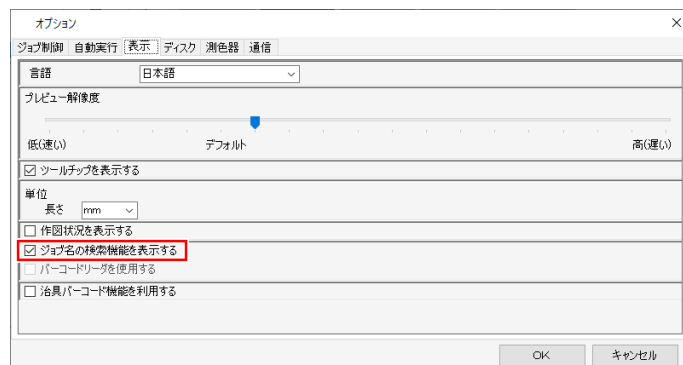 オプション
ジョブ制御 自動実行 表示 ディスク 測色器 通信
言語 日本語
プレビュー解像度
低(速い) デフォルト 高(遅い)
ツールチップを表示する
単位
長さ mm
作図状況を表示する
ジョブ名の検索機能を表示する
バーコードリーダを使用する
治具バーコード機能を利用する
OK キャンセル